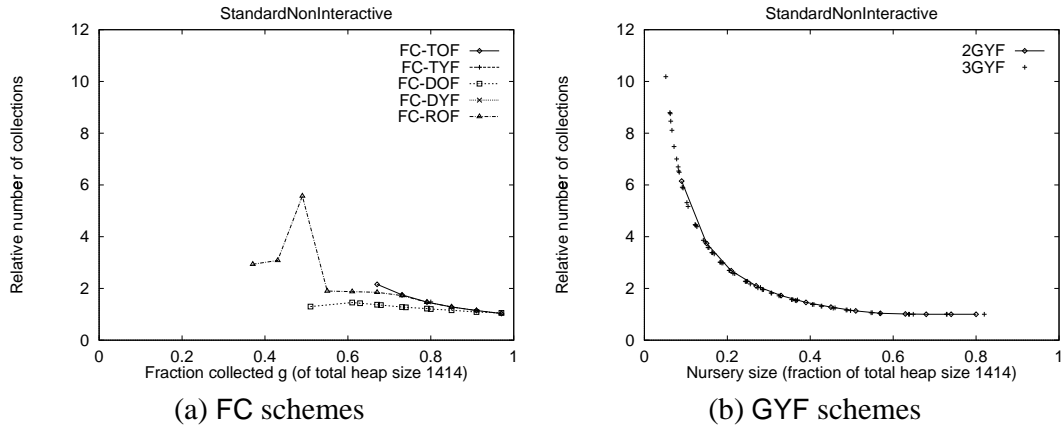 StandardNonInteractive
12
10
8
6
4
2
0
Relative number of collections
FC-TOF
FC-TYF
FC-DOF
FC-DYF
FC-ROF
0 0.2 0.4 0.6 0.8 1
Fraction collected g (of total heap size 1414)
(a) FC schemes
StandardNonInteractive
12
10
8
6
4
2
0
Relative number of collections
2GYF
3GYF
0 0.2 0.4 0.6 0.8 1
Nursery size (fraction of total heap size 1414)
(b) GYF schemes